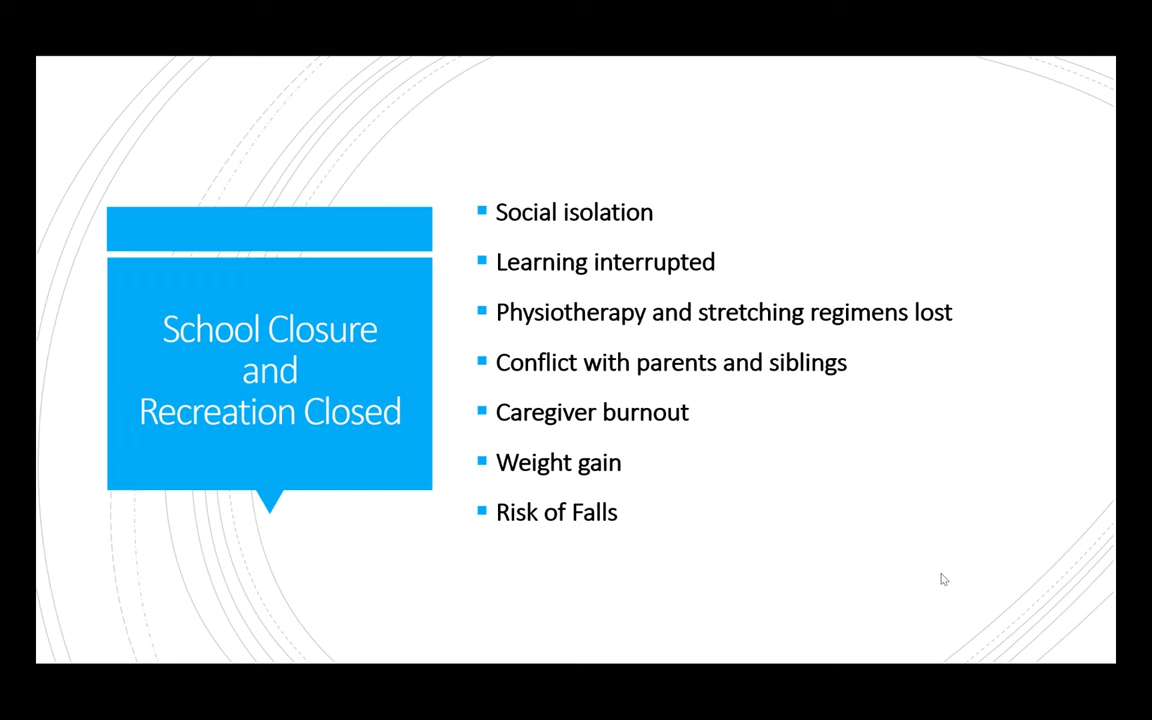 School Closure
and
Recreation Closed
Social isolation
Learning interrupted
Physiotherapy and stretching regimens lost
Conflict with parents and siblings
Caregiver burnout
Weight gain
Risk of Falls